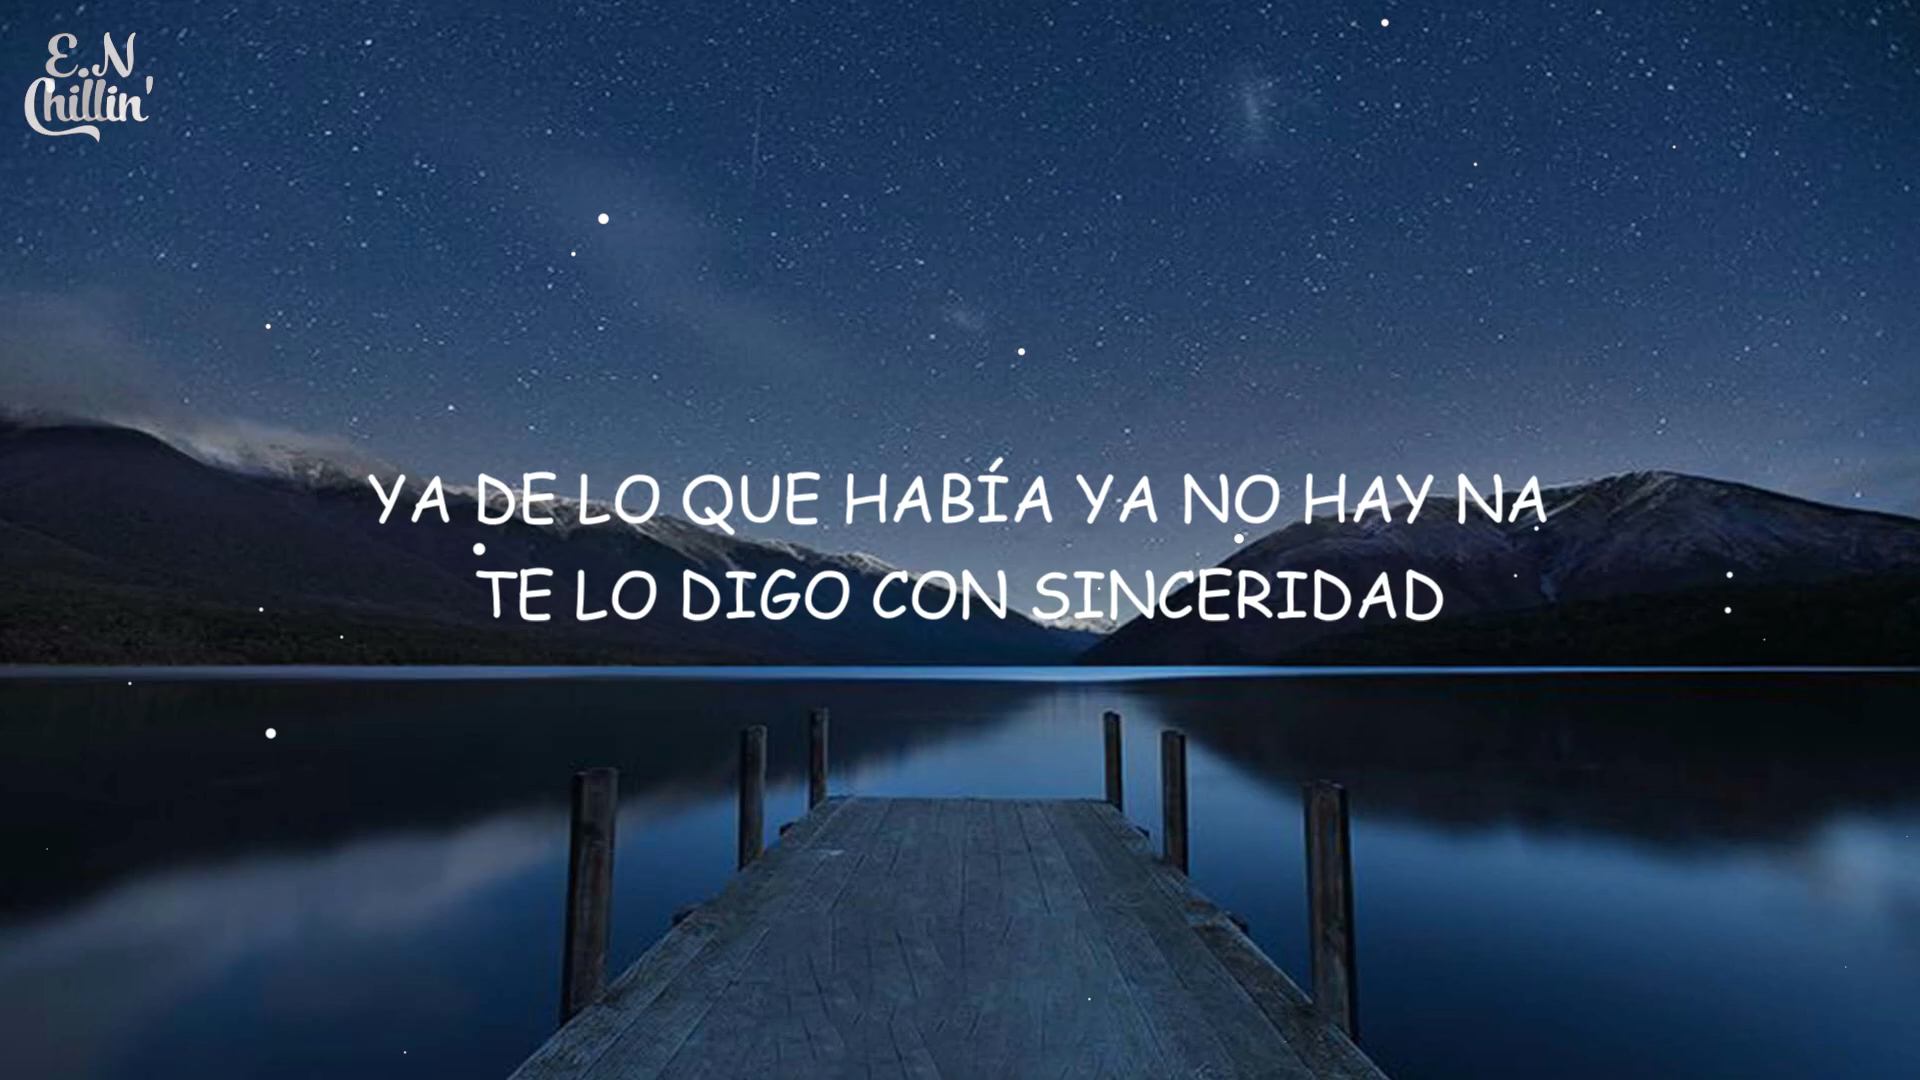 E.N
Chillin'
YA DE LO QUE HABÍA YA NO HAY NA
TE LO DIGO CON SINCERIDAD